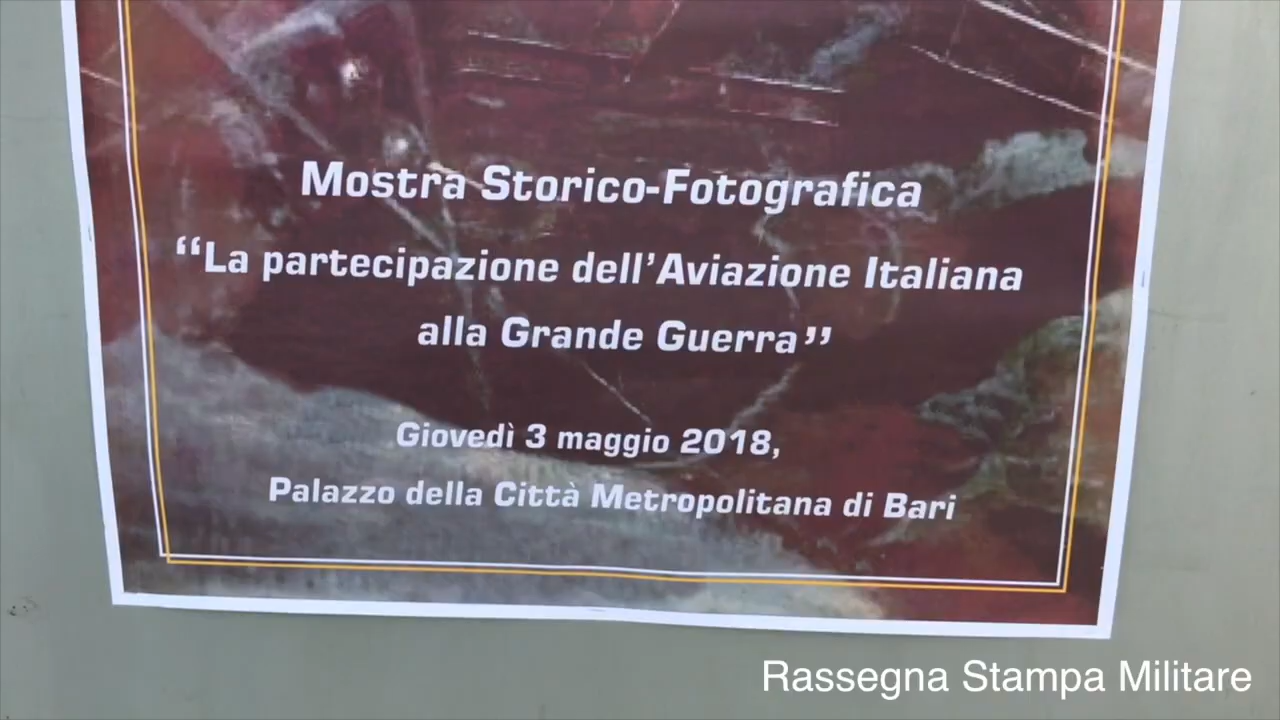 Mostra Storico-Fotografica
“La partecipazione dell’Aviazione Italiana
alla Grande Guerra”
Giovedì 3 maggio 2018,
Palazzo della Città Metropolitana di Bari
Rassegna Stampa Militare